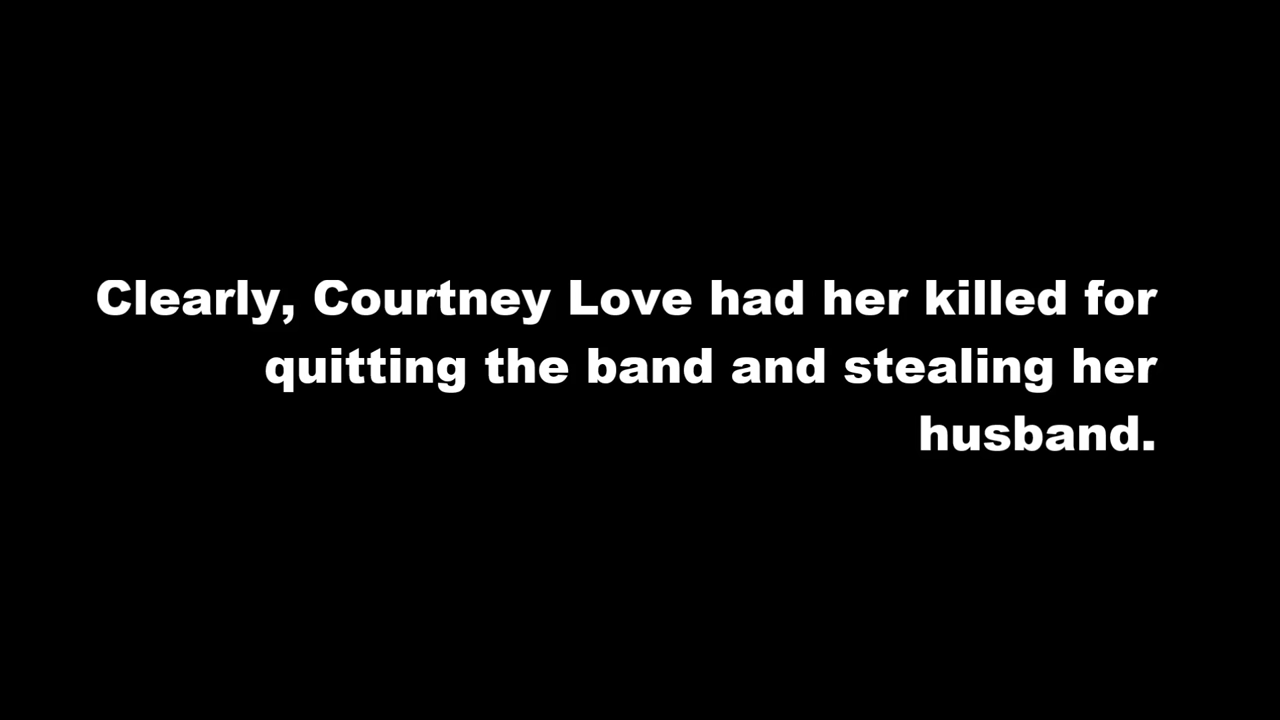 Clearly, Courtney Love had her killed for
quitting the band and stealing her
husband.